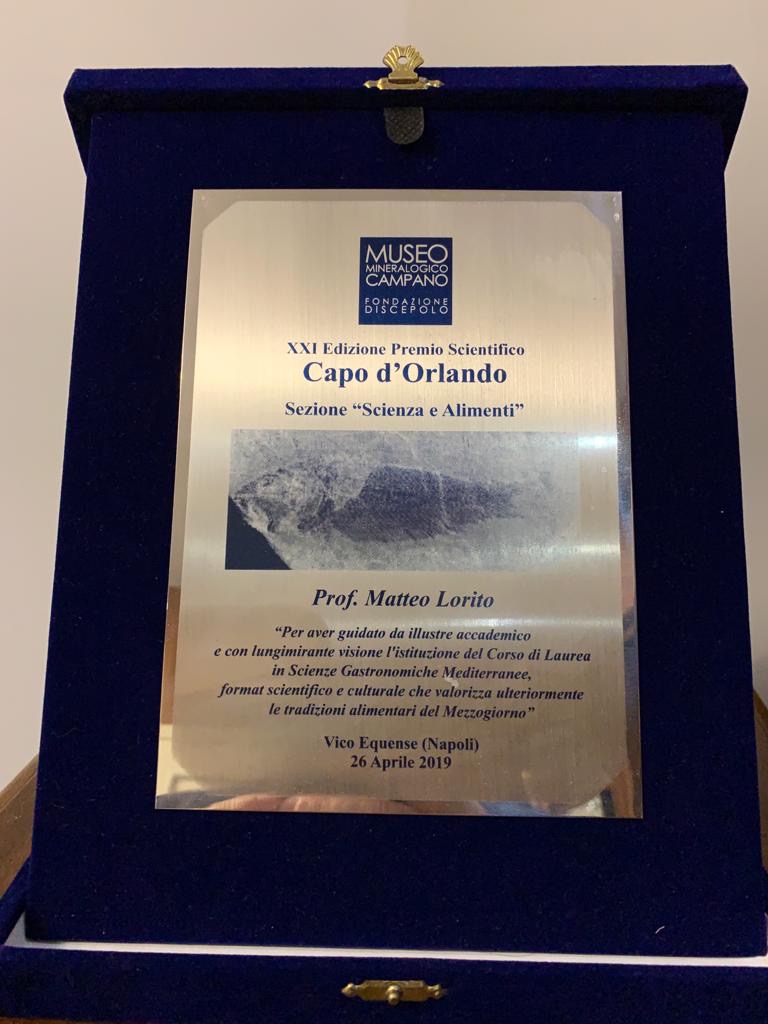 MUSEO
MINERALOGICO
CAMPANO
FONDAZIONE
DISCEPOLO
XXI Edizione Premio Scientifico
Capo d’Orlando
Sezione “Scienza e Alimenti”
Prof. Matteo Lorito
“Per aver guidato da illustre accademico
e con lungimirante visione l'istituzione del Corso di Laurea
in Scienze Gastronomiche Mediterranee,
format scientifico e culturale che valorizza ulteriormente
le tradizioni alimentari del Mezzogiorno”
Vico Equense (Napoli)
26 Aprile 2019